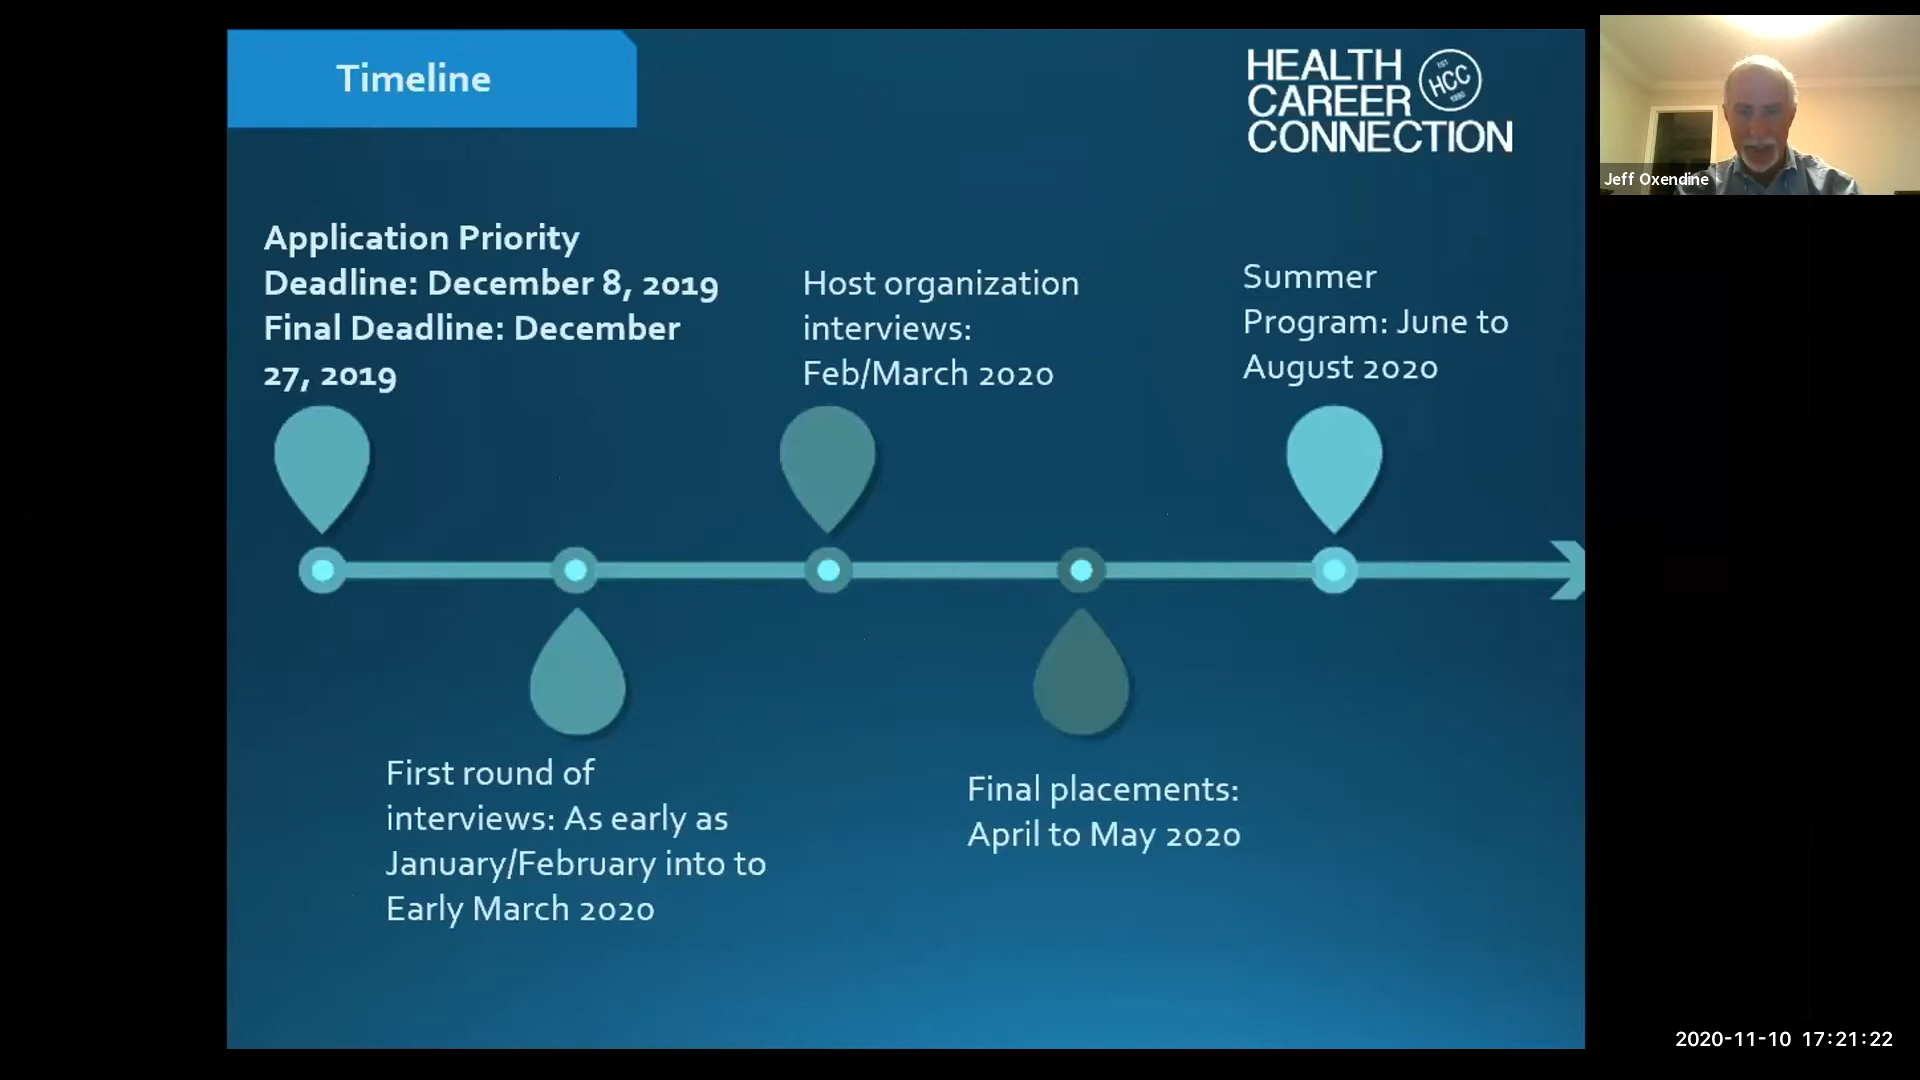 Timeline
HEALTH
CAREER
CONNECTION
EST
HCC
1990
Jeff Oxendine
Application Priority
Deadline: December 8, 2019
Final Deadline: December
27, 2019
Host organization
interviews:
Feb/March 2020
Summer
Program: June to
August 2020
First round of
interviews: As early as
January/February into to
Early March 2020
Final placements:
April to May 2020
2020-11-10 17:21:22